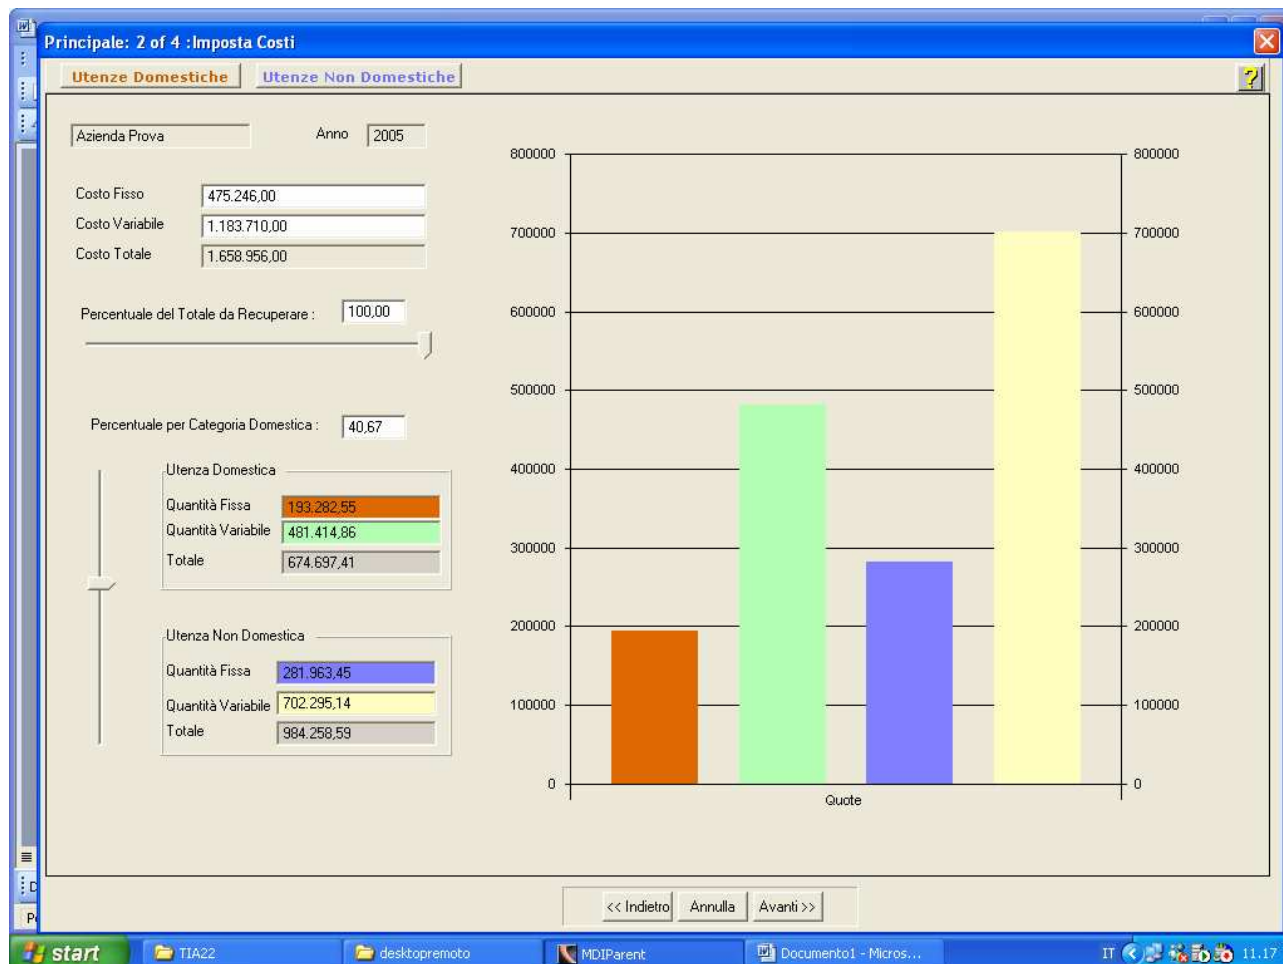 Principale: 2 of 4 :Imposta Costi
Utenze Domestiche Utenze Non Domestiche
?
Azienda Prova Anno 2005
Costo Fisso 475.246,00
Costo Variabile 1.183.710,00
Costo Totale 1.658.956,00
Percentuale del Totale da Recuperare : 100,00
Percentuale per Categoria Domestica : 40,67
Utenza Domestica
Quantità Fissa 193.282,55
Quantità Variabile 481.414,86
Totale 674.697,41
Utenza Non Domestica
Quantità Fissa 281.963,45
Quantità Variabile 702.295,14
Totale 984.258,59
800000 800000
700000 700000
600000 600000
500000 500000
400000 400000
300000 300000
200000 200000
100000 100000
0 0
Quote
<< Indietro Annulla Avanti >>
start TIA22 desktopremoto MDIParent Documento1 - Micros... IT 11.17